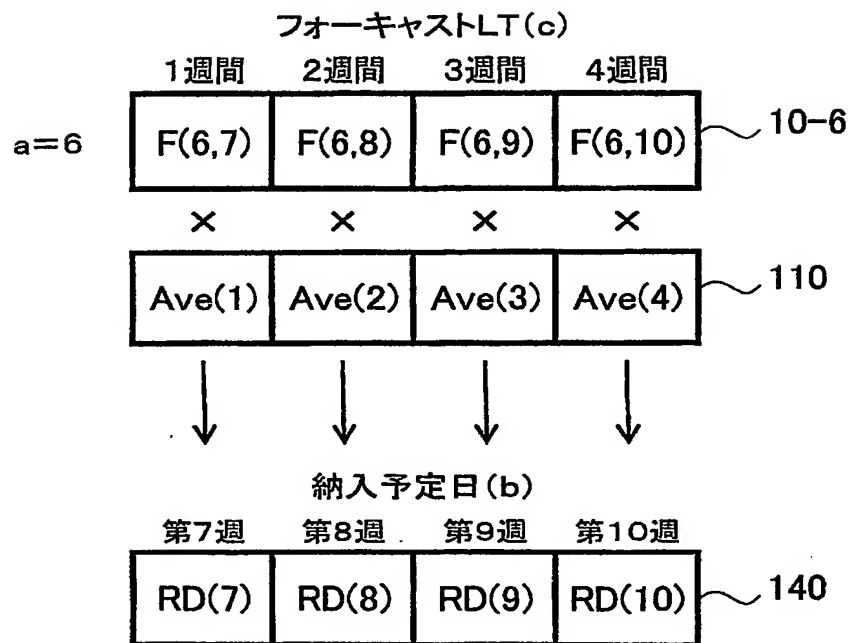 フォーキャストLT(c)
1週間 2週間 3週間 4週間
a=6 F(6,7) F(6,8) F(6,9) F(6,10) 10-6
× × × ×
Ave(1) Ave(2) Ave(3) Ave(4) 110
納入予定日(b)
第7週 第8週 第9週 第10週
RD(7) RD(8) RD(9) RD(10) 140